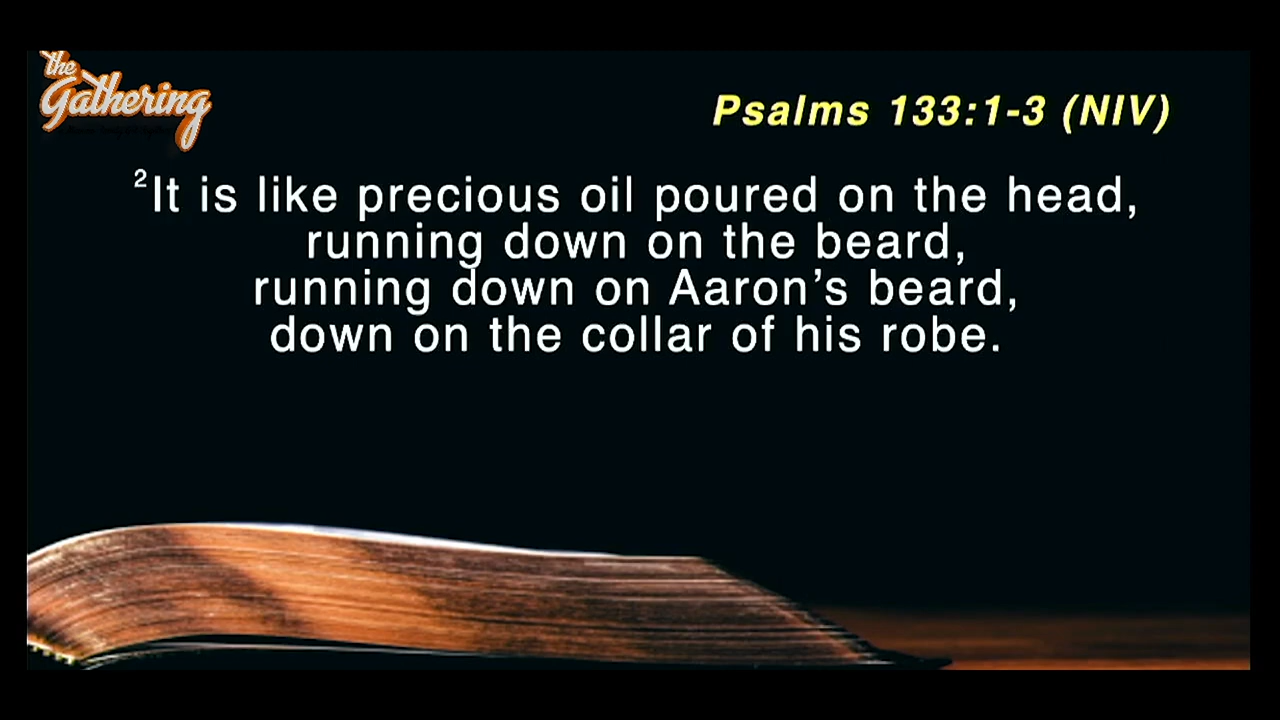 the
Gathering
Psalms 133:1-3 (NIV)
²It is like precious oil poured on the head,
running down on the beard,
running down on Aaron’s beard,
down on the collar of his robe.